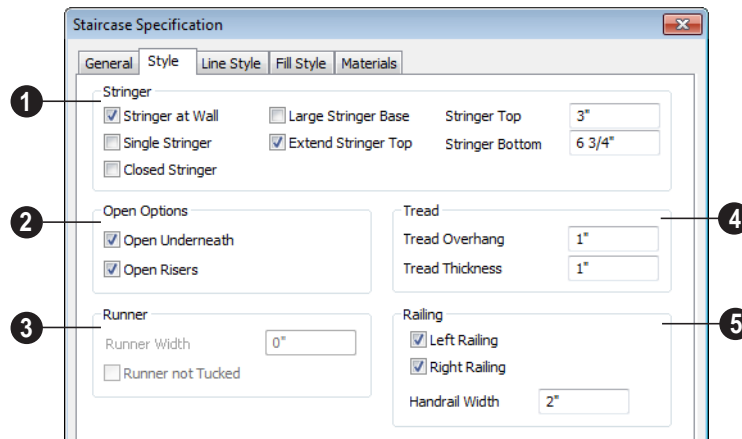 Staircase Specification
General Style Line Style Fill Style Materials
1
Stringer
Stringer at Wall Large Stringer Base Stringer Top 3"
Single Stringer Extend Stringer Top Stringer Bottom 6 3/4"
Closed Stringer
2
Open Options
Open Underneath
Open Risers
Tread
4
Tread Overhang 1"
Tread Thickness 1"
3
Runner
Runner Width 0"
Runner not Tucked
Railing
5
Left Railing
Right Railing
Handrail Width 2"